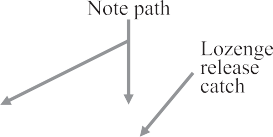 Note path
Lozenge
release
catch